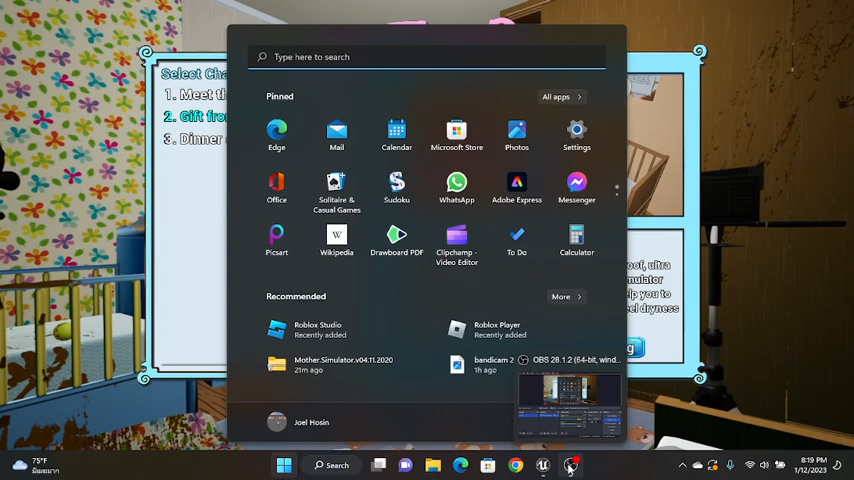 Type here to search
Select Cha
1. Meet th
2. Gift fro
3. Dinner
Pinned
All apps
Edge
Mail
Calendar
Microsoft Store
Photos
Settings
Office
Solitaire &
Casual Games
Sudoku
WhatsApp
Adobe Express
Messenger
Picsart
Wikipedia
Drawboard PDF
Clipchamp -
Video Editor
To Do
Calculator
oof, ultra
imulator
elp you to
eel dryness
g
Recommended
More
Roblox Studio
Recently added
Roblox Player
Recently added
Mother.Simulator.v04.11.2020
21m ago
bandicam 2
1h ago
OBS 28.1.2 (64-bit, wind...
Joel Hosin
75°F
Search
8:19 PM
1/12/2023